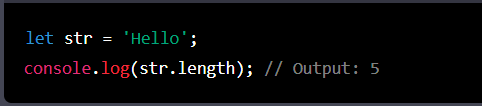 let str = 'Hello';
console.log(str.length); // Output: 5